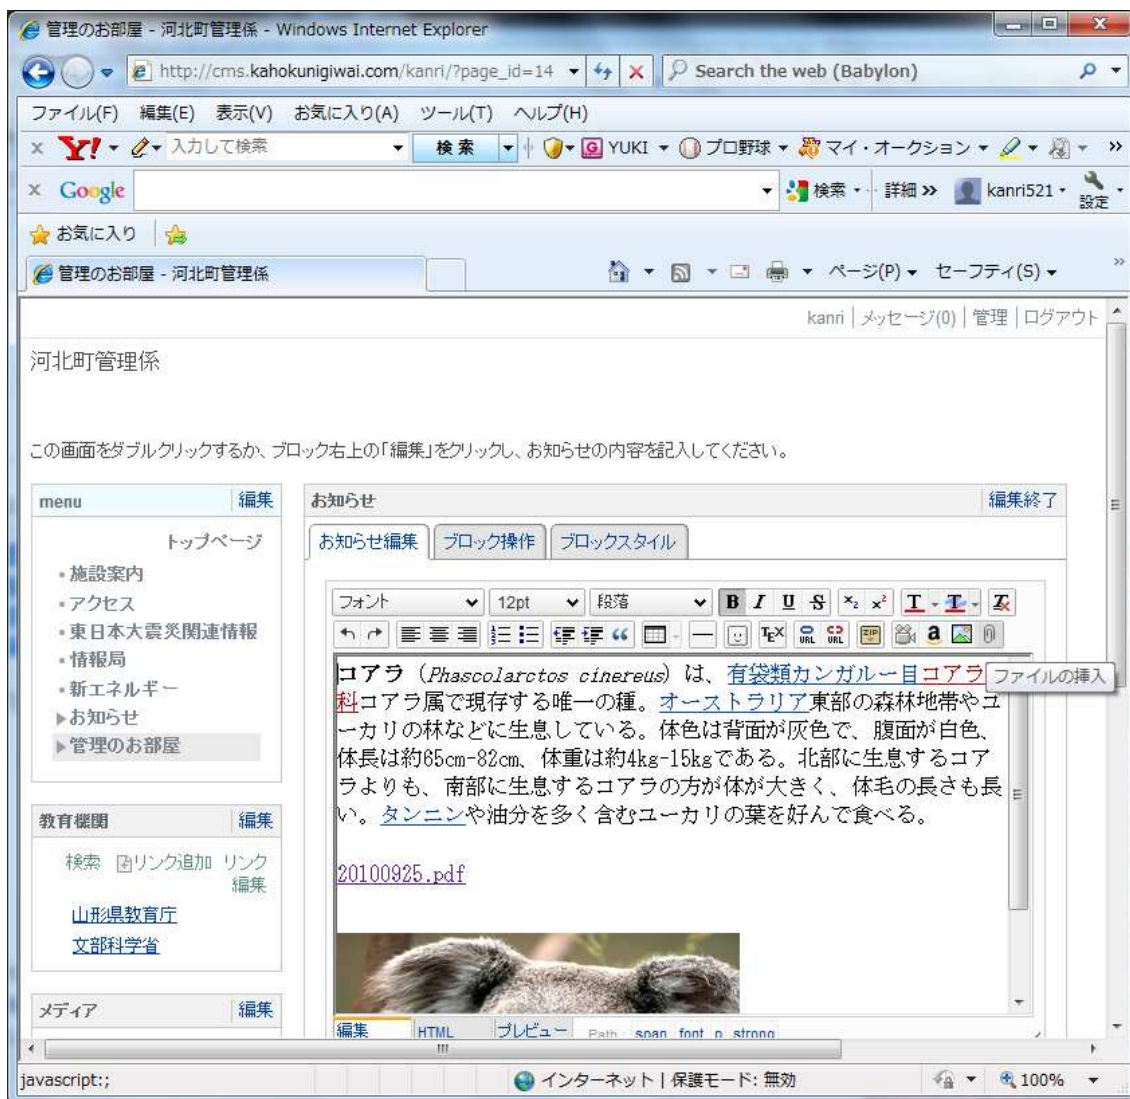 管理のお部屋 - 河北町管理係 - Windows Internet Explorer
http://cms.kahokunigiwai.com/kanri/?page_id=14 Search the web (Babylon)
ファイル(F) 編集(E) 表示(V) お気に入り(A) ツール(T) ヘルプ(H)
x Y! 入力して検索 検索 G YUKI プロ野球 マイ・オークション »
x Google 検索 詳細 » kanri521 設定
お気に入り
管理のお部屋 - 河北町管理係 ページ(P) セーフティ(S) »
kanri | メッセージ(0) | 管理 | ログアウト
河北町管理係
この画面をダブルクリックするか、ブロック右上の「編集」をクリックし、お知らせの内容を記入してください。
menu 編集
トップページ
・施設案内
・アクセス
・東日本大震災関連情報
・情報局
・新エネルギー
▶お知らせ
▶管理のお部屋
教育機関 編集
検索 リンク追加 リンク
編集
山形県教育庁
文部科学省
メディア 編集
お知らせ 編集終了
お知らせ編集 ブロック操作 ブロックスタイル
フォント 12pt 段落 B I U S ×₂ ×² T T
“ TEX URL URL ZIP a
ファイルの挿入
コアラ (Phascolarctos cinereus) は、有袋類カンガルー目コアラ
科コアラ属で現存する唯一の種。オーストラリア東部の森林地帯やユ
ーカリの林などに生息している。体色は背面が灰色で、腹面が白色、
体長は約65cm-82cm、体重は約4kg-15kgである。北部に生息するコア
ラよりも、南部に生息するコアラの方が体が大きく、体毛の長さも長
い。タンニンや油分を多く含むユーカリの葉を好んで食べる。
20100925.pdf
編集 HTML プレビュー Path: span font p strong
javascript:; インターネット | 保護モード: 無効 100%